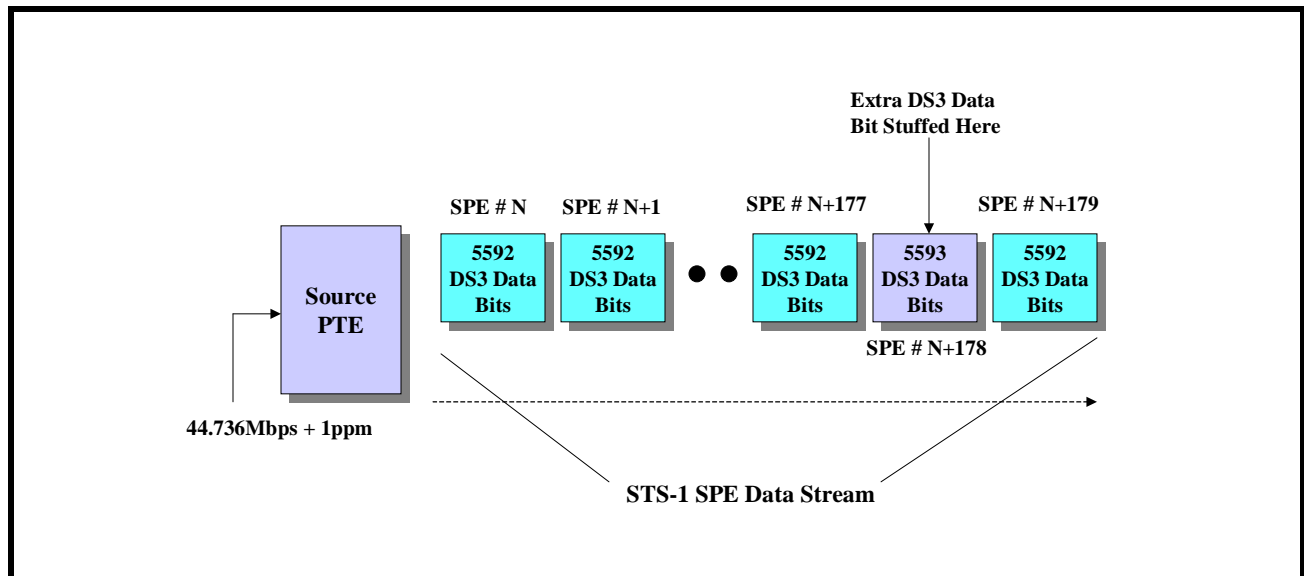 Extra DS3 Data
Bit Stuffed Here
SPE # N
SPE # N+1
SPE # N+177
SPE # N+179
Source
PTE
5592
DS3 Data
Bits
5592
DS3 Data
Bits
5592
DS3 Data
Bits
5593
DS3 Data
Bits
5592
DS3 Data
Bits
SPE # N+178
44.736Mbps + 1ppm
STS-1 SPE Data Stream